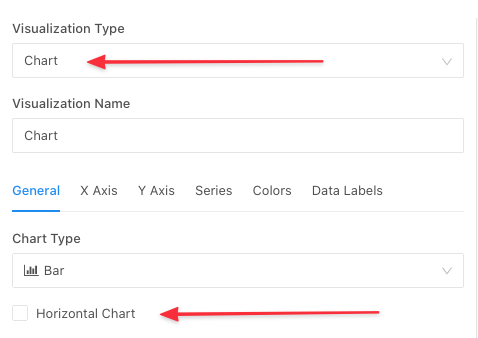 Visualization Type
Chart
Visualization Name
Chart
General X Axis Y Axis Series Colors Data Labels
Chart Type
Bar
Horizontal Chart